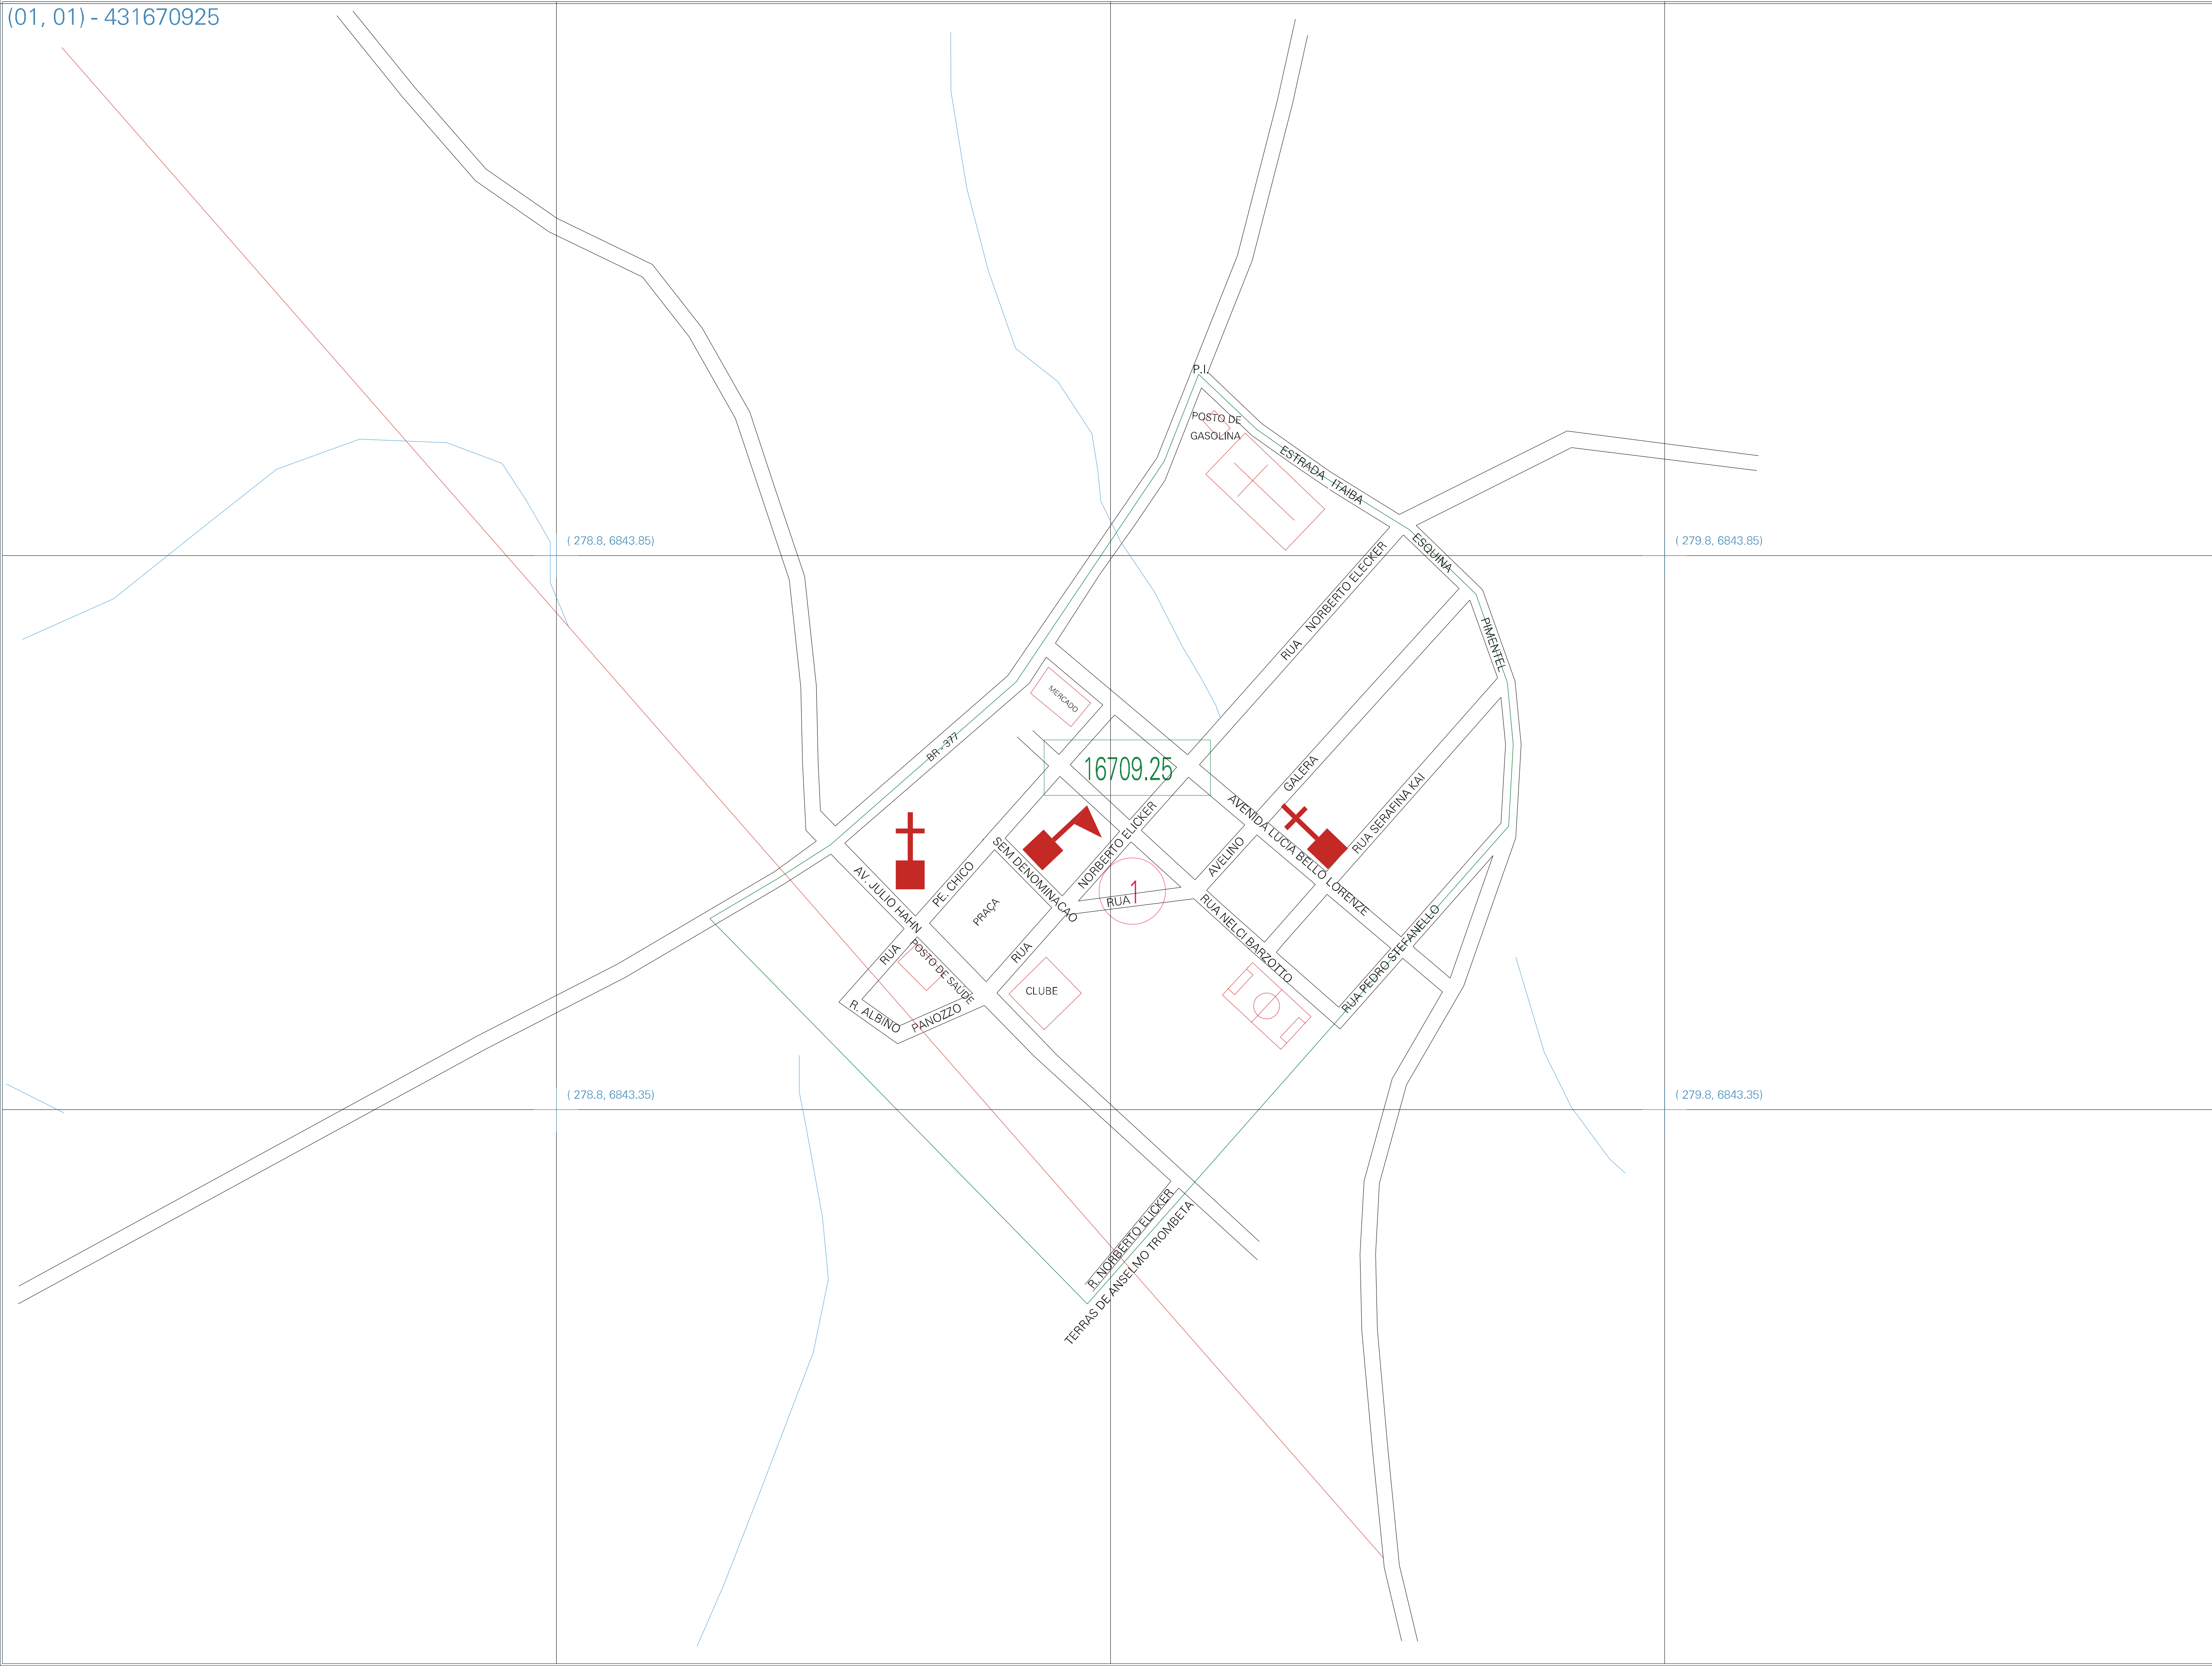 (01, 01) - 431670925
P.I.
POSTO DE
GASOLINA
ESTRADA ITAIBA
ESQUINA
PIMENTEL
( 278.8, 6843.85)
( 279.8, 6843.85)
RUA NORBERTO ELECKER
MERCADO
BR - 377
16709.25
GALERA
AVELINO
RUA SERAFINA KAI
AVENIDA LUCIA BELLO LORENZE
NORBERTO ELICKER
RUA
SEM DENOMINACAO
PE. CHICO
RUA
AV. JULIO HAHN
PRAÇA
1
RUA
RUA NELCI BARZOTTO
RUA PEDRO STEFANELLO
POSTO DE SAÚDE
CLUBE
R. ALBINO PANOZZO
( 278.8, 6843.35)
( 279.8, 6843.35)
R. NORBERTO ELICKER
TERRAS DE ANSELMO TROMBETA